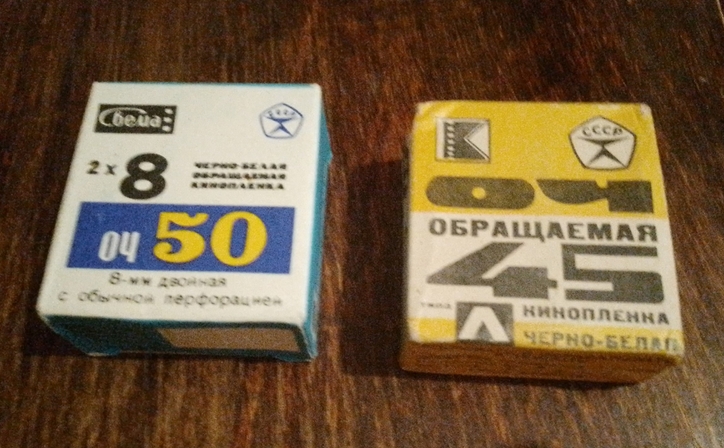 Свема
2 x 8
ЧЕРНО-БЕЛАЯ
ОБРАЩАЕМАЯ
КИНОПЛЕНКА
ОЧ 50
8-мм двойная
с обычной перфорацией
СССР
ОЧ
ОБРАЩАЕМАЯ
45
типа Л
КИНОПЛЕНКА
ЧЕРНО-БЕЛАЯ